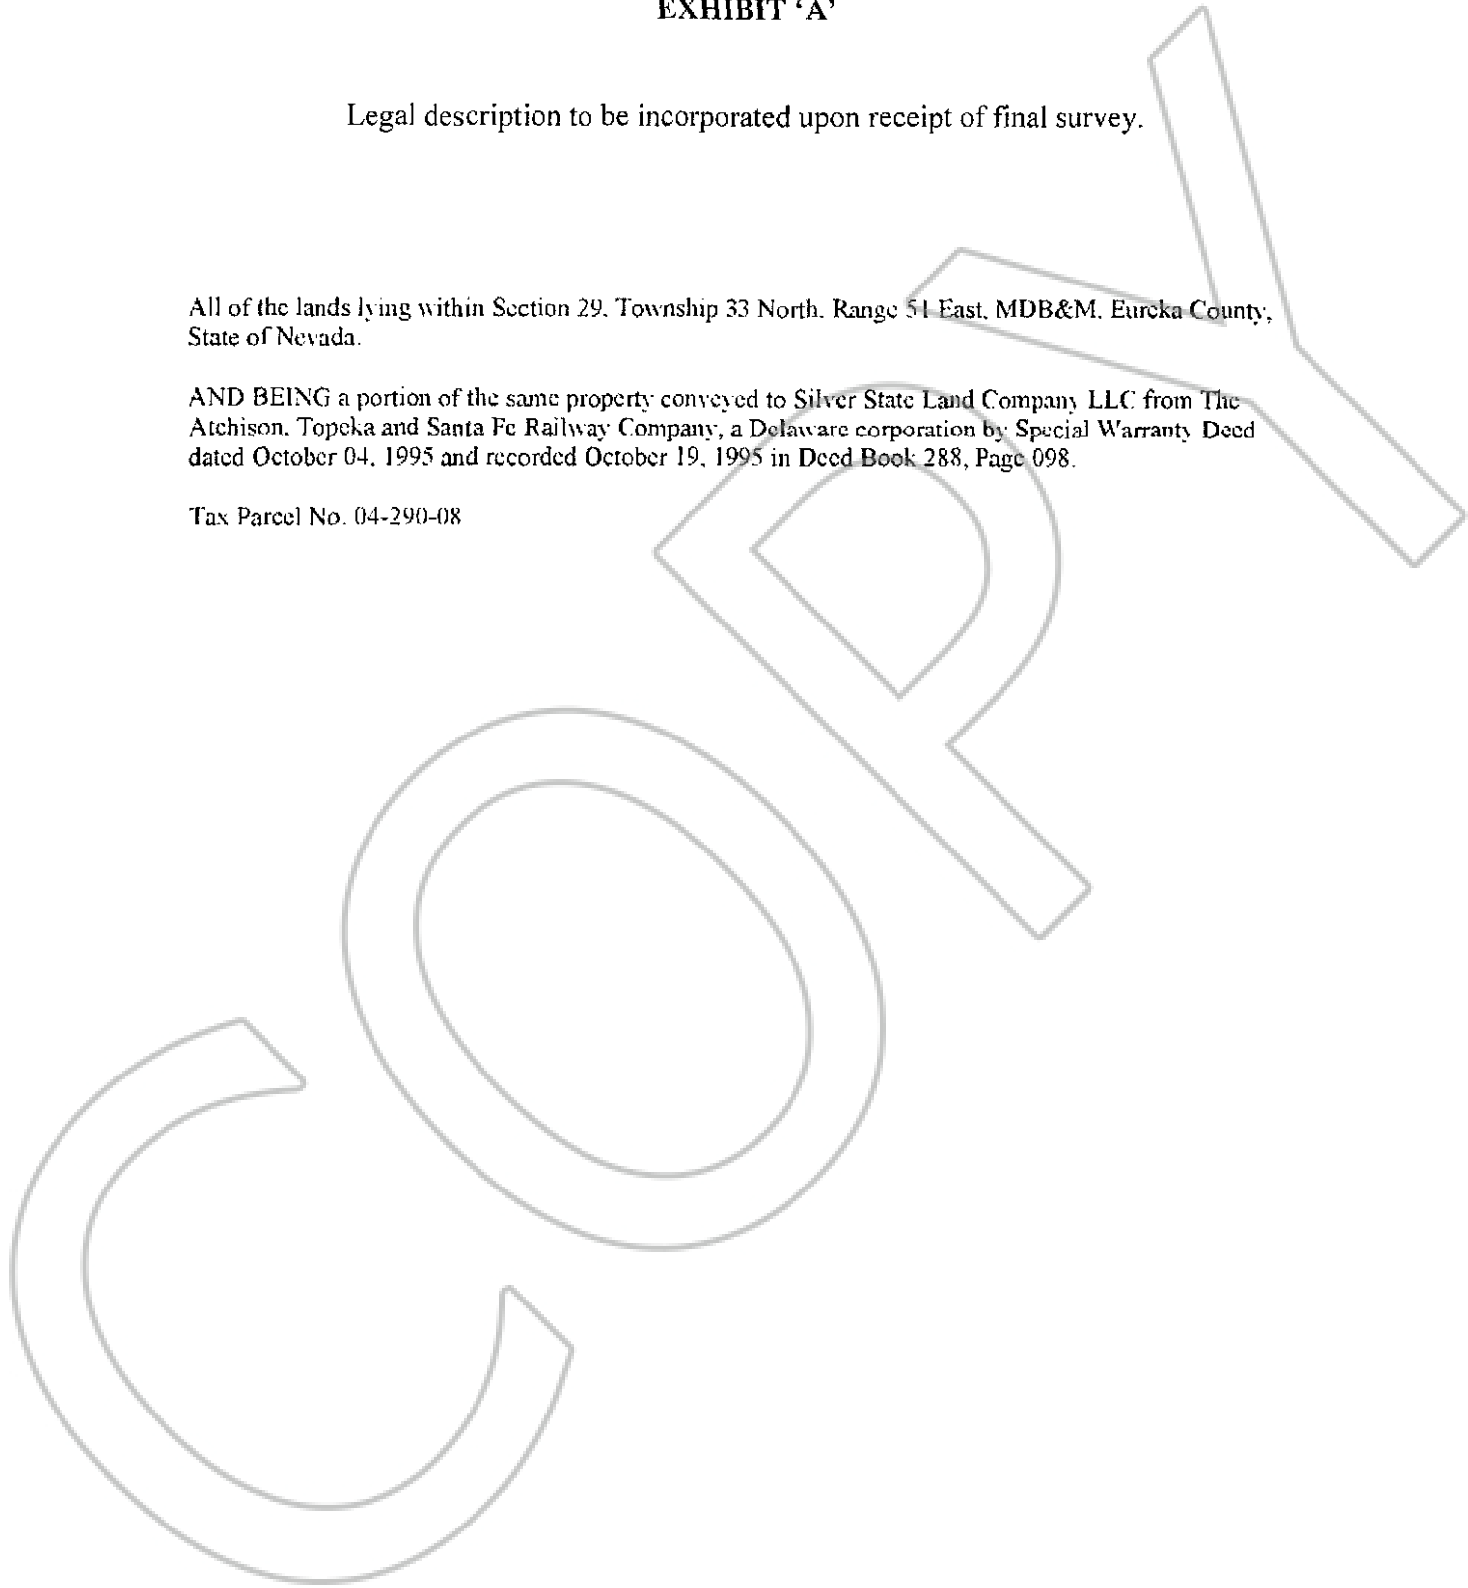 EXHIBIT ‘A’
Legal description to be incorporated upon receipt of final survey.
All of the lands lying within Section 29, Township 33 North, Range 51 East, MDB&M, Eureka County,
State of Nevada.
AND BEING a portion of the same property conveyed to Silver State Land Company LLC from The
Atchison, Topeka and Santa Fe Railway Company, a Delaware corporation by Special Warranty Deed
dated October 04, 1995 and recorded October 19, 1995 in Deed Book 288, Page 098.
Tax Parcel No. 04-290-08
COPY